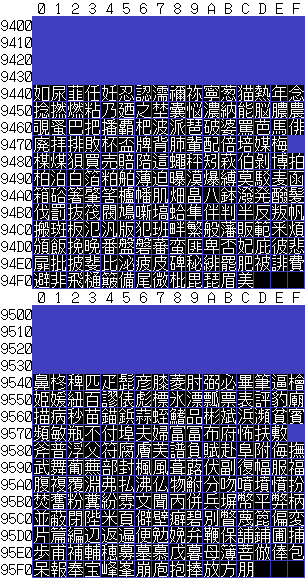 0 1 2 3 4 5 6 7 8 9 A B C D E F
9400
9410
9420
9430
9440 如尿韮任妊忍認濡禰祢寧葱猫熱年念
9450 捻撚燃粘乃廼之埜嚢悩濃納能脳膿農
9460 覗蚤巴把播覇杷波派琶破婆罵芭馬俳
9470 廃拝排敗杯盃牌背肺輩配倍培媒梅
9480 楳煤狽買売賠陪這蝿秤矧萩伯剥博拍
9490 柏泊白箔粕舶薄迫曝漠爆縛莫駁麦函
94A0 箱硲箸肇筈櫨幡肌畑畠八鉢溌発醗髪
94B0 伐罰抜筏閥鳩噺塙蛤隼伴判半反叛帆
94C0 搬斑板氾汎版犯班畔繁般藩販範釆煩
94D0 頒飯挽晩番盤磐蕃蛮匪卑否妃庇彼悲
94E0 扉批披斐比泌疲皮碑秘緋罷肥被誹費
94F0 避非飛樋簸備尾微枇毘琵眉美
0 1 2 3 4 5 6 7 8 9 A B C D E F
9500
9510
9520
9530
9540 鼻柊稗匹疋髭彦膝菱肘弼必畢筆逼檜
9550 姫媛紐百謬俵彪標氷漂瓢票表評豹廟
9560 描病秒苗錨鋲蒜蛭鰭品彬斌浜瀕貧賓
9570 頻敏瓶不付埠夫婦富冨布府怖扶敷
9580 斧普浮父符腐膚芙譜負賦赴阜附侮撫
9590 武舞葡蕪部封楓風葺蕗伏副復幅服福
95A0 腹複覆淵弗払沸仏物鮒分吻噴墳憤扮
95B0 焚奮粉糞紛雰文聞丙併兵塀幣平弊柄
95C0 並蔽閉陛米頁僻壁癖碧別瞥蔑箆偏変
95D0 片篇編辺返遍便勉娩弁鞭保舗鋪圃捕
95E0 歩甫補輔穂募墓慕戊暮母簿菩倣俸包
95F0 呆報奉宝峰峯崩庖抱捧放方朋